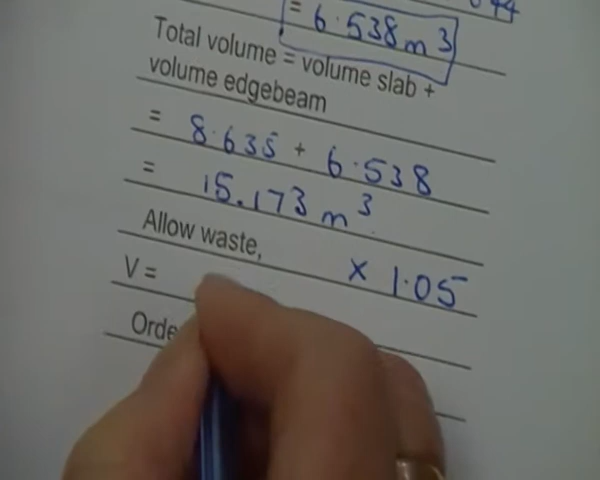 = 6.538 m3
Total volume = volume slab +
volume edgebeam
= 8.635 + 6.538
= 15.173 m3
Allow waste, × 1.05
V =
Orde